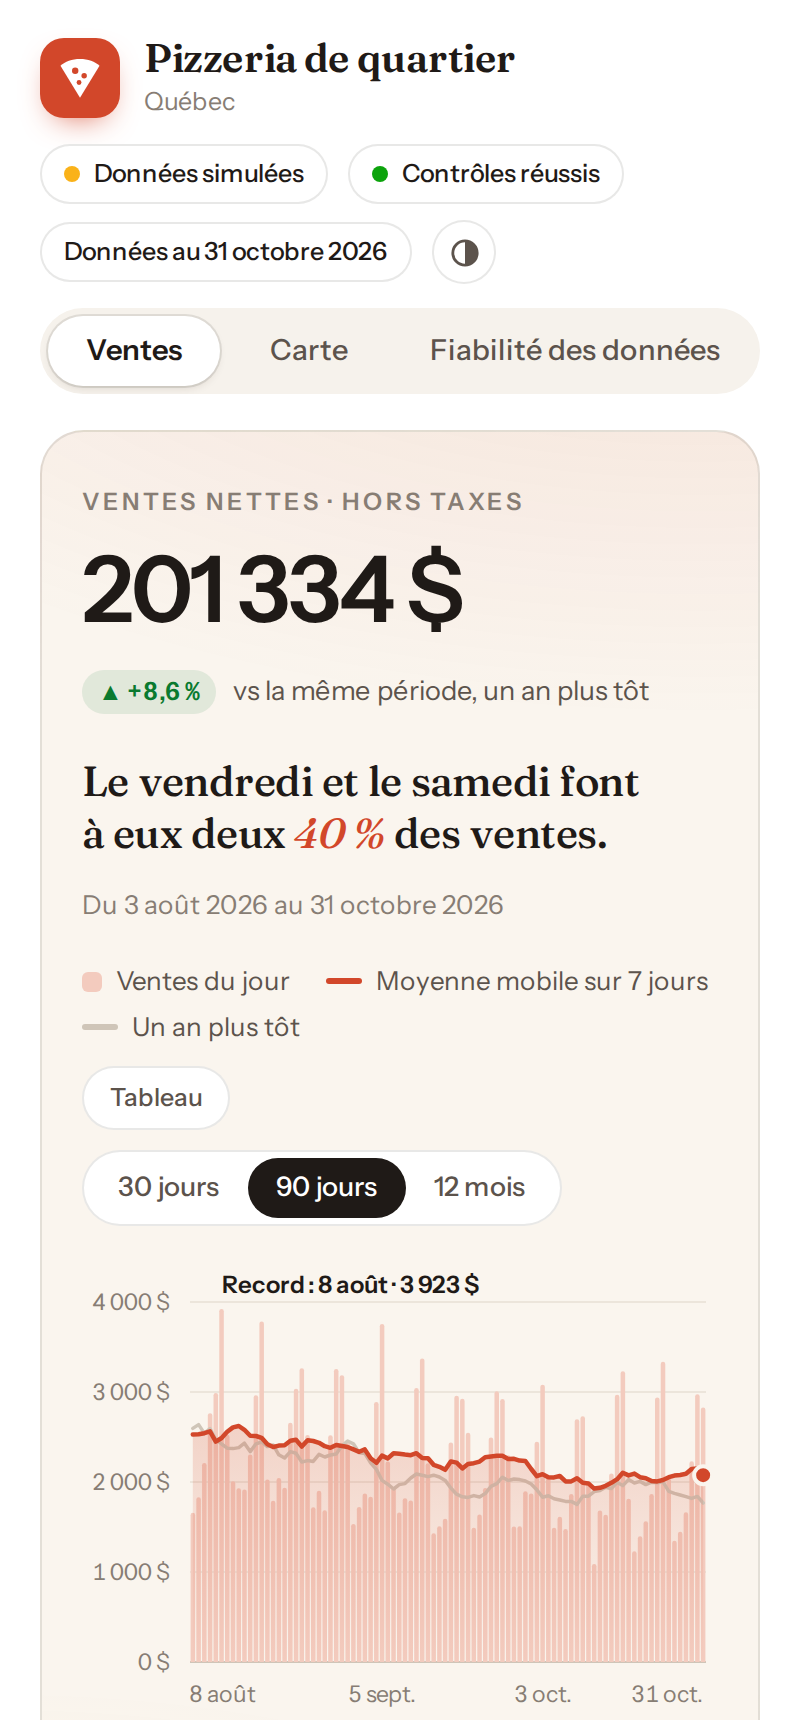 Pizzeria de quartier
Québec
Données simulées
Contrôles réussis
Données au 31 octobre 2026
Ventes
Carte
Fiabilité des données
VENTES NETTES · HORS TAXES
201 334 $
▲ +8,6 % vs la même période, un an plus tôt
Le vendredi et le samedi font
à eux deux 40 % des ventes.
Du 3 août 2026 au 31 octobre 2026
Ventes du jour
Moyenne mobile sur 7 jours
Un an plus tôt
Tableau
30 jours
90 jours
12 mois
Record : 8 août · 3 923 $
4 000 $
3 000 $
2 000 $
1 000 $
0 $
8 août
5 sept.
3 oct.
31 oct.